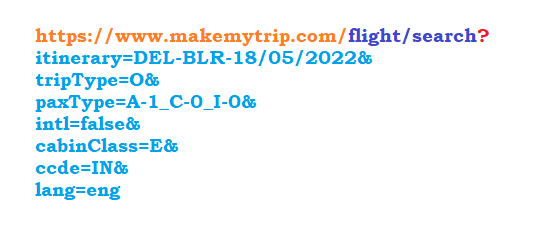 https://www.makemytrip.com/flight/search?
itinerary=DEL-BLR-18/05/2022&
tripType=O&
paxType=A-1_C-0_I-0&
intl=false&
cabinClass=E&
ccde=IN&
lang=eng